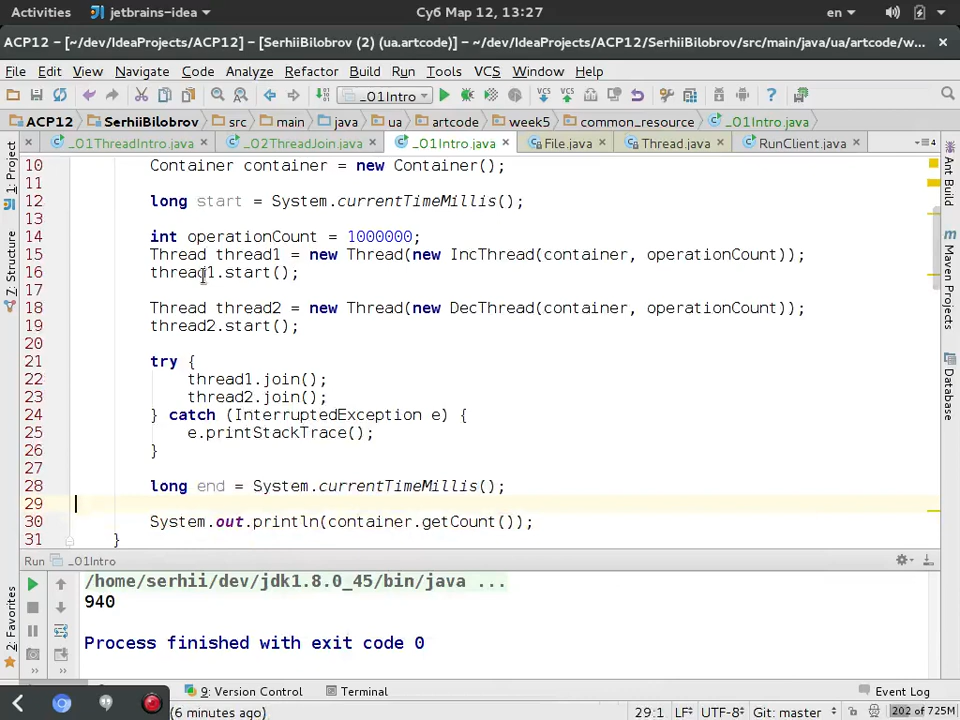 Activities jetbrains-idea Суб Мар 12, 13:27 en
ACP12 – [~/dev/IdeaProjects/ACP12] – [SerhiiBilobrov (2) (ua.artcode)] – ~/dev/IdeaProjects/ACP12/SerhiiBilobrov/src/main/java/ua/artcode/w...
File Edit View Navigate Code Analyze Refactor Build Run Tools VCS Window Help
_01Intro VCS VCS
ACP12 SerhiiBilobrov src main java ua artcode week5 common_resource _01Intro.java
_01ThreadIntro.java _02ThreadJoin.java _01Intro.java File.java Thread.java RunClient.java 4
1: Project
7: Structure
2: Favorites
10 Container container = new Container();
11
12 long start = System.currentTimeMillis();
13
14 int operationCount = 1000000;
15 Thread thread1 = new Thread(new IncThread(container, operationCount));
16 thread1.start();
17
18 Thread thread2 = new Thread(new DecThread(container, operationCount));
19 thread2.start();
20
21 try {
22 thread1.join();
23 thread2.join();
24 } catch (InterruptedException e) {
25 e.printStackTrace();
26 }
27
28 long end = System.currentTimeMillis();
29
30 System.out.println(container.getCount());
31 }
Ant Build
Maven Projects
Database
Run _01Intro
/home/serhii/dev/jdk1.8.0_45/bin/java ...
940
Process finished with exit code 0
9: Version Control Terminal Event Log
(6 minutes ago) 29:1 LF UTF-8 Git: master 202 of 725M